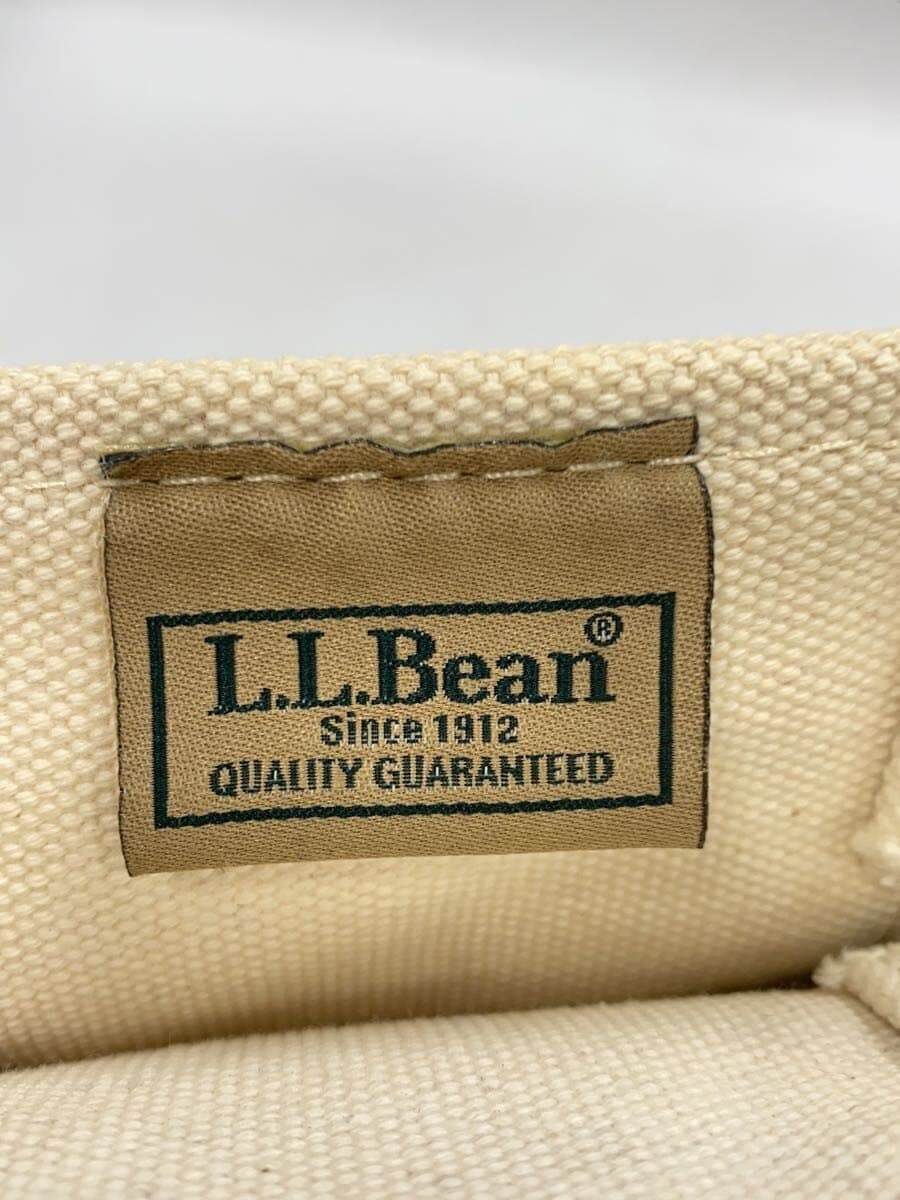 L.L.Bean®
Since 1912
QUALITY GUARANTEED